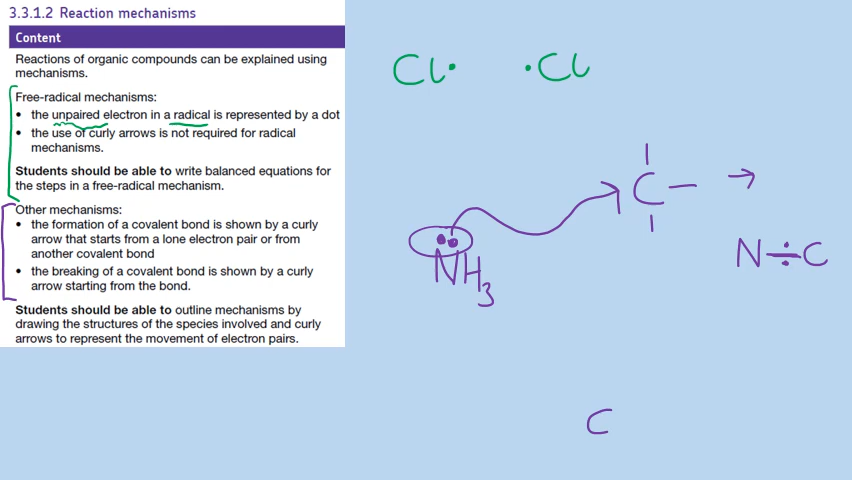 3.3.1.2 Reaction mechanisms
Content
Reactions of organic compounds can be explained using
mechanisms.
Free-radical mechanisms:
• the unpaired electron in a radical is represented by a dot
• the use of curly arrows is not required for radical
mechanisms.
Students should be able to write balanced equations for
the steps in a free-radical mechanism.
Other mechanisms:
• the formation of a covalent bond is shown by a curly
arrow that starts from a lone electron pair or from
another covalent bond
• the breaking of a covalent bond is shown by a curly
arrow starting from the bond.
Students should be able to outline mechanisms by
drawing the structures of the species involved and curly
arrows to represent the movement of electron pairs.
Cl• •Cl
C
NH3
N C
C